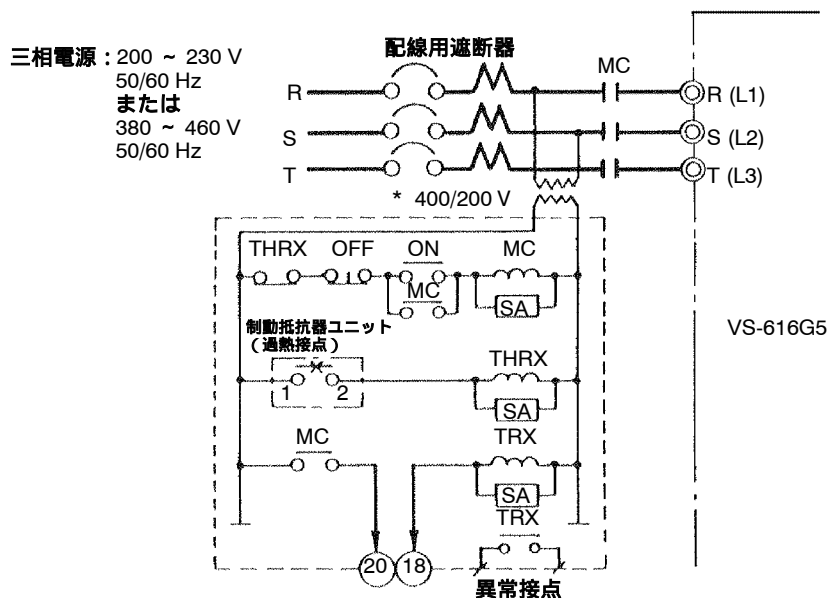 三相電源 : 200 ~ 230 V
50/60 Hz
または
380 ~ 460 V
50/60 Hz
配線用遮断器
MC
R
R (L1)
S
S (L2)
T
T (L3)
* 400/200 V
THRX
OFF
ON
MC
MC
SA
制動抵抗器ユニット
(過熱接点)
1
2
THRX
SA
VS-616G5
MC
TRX
SA
TRX
20
18
異常接点